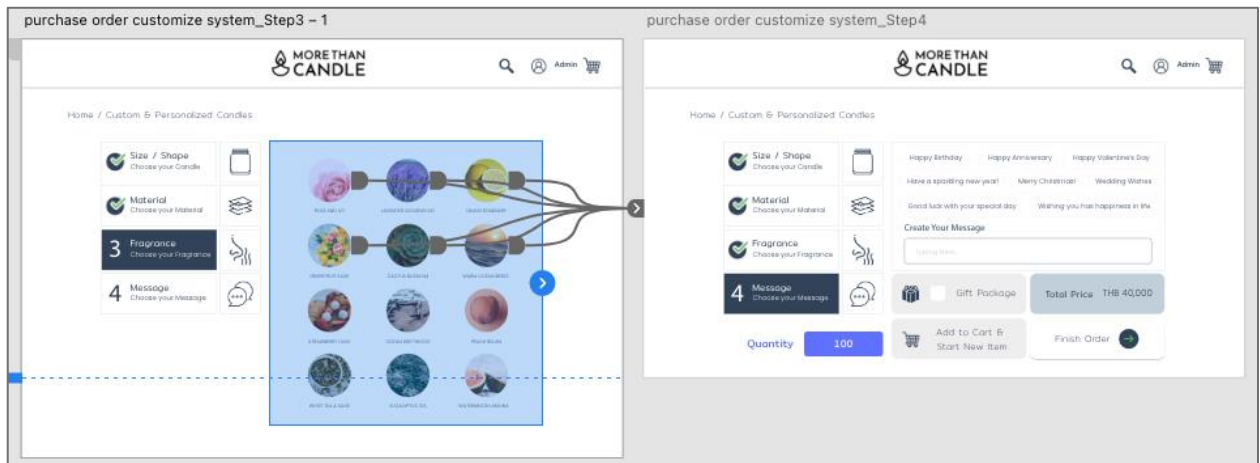 purchase order customize system_Step3 – 1
MORE THAN
CANDLE
Admin
Home / Custom & Personalized Candles
Size / Shape
Choose your Candle
Material
Choose your Material
3 Fragrance
Choose your Fragrance
4 Message
Choose your Message
purchase order customize system_Step4
MORE THAN
CANDLE
Admin
Home / Custom & Personalized Candles
Size / Shape
Choose your Candle
Material
Choose your Material
Fragrance
Choose your Fragrance
4 Message
Choose your Message
Quantity 100
Happy Birthday Happy Anniversary Happy Valentine's Day
Have a sparkling new year! Merry Christmas! Wedding Wishes
Good luck with your special day Wishing you has happiness in life
Create Your Message
Gift Package
Total Price THB 40,000
Add to Cart &
Start New Item
Finish Order